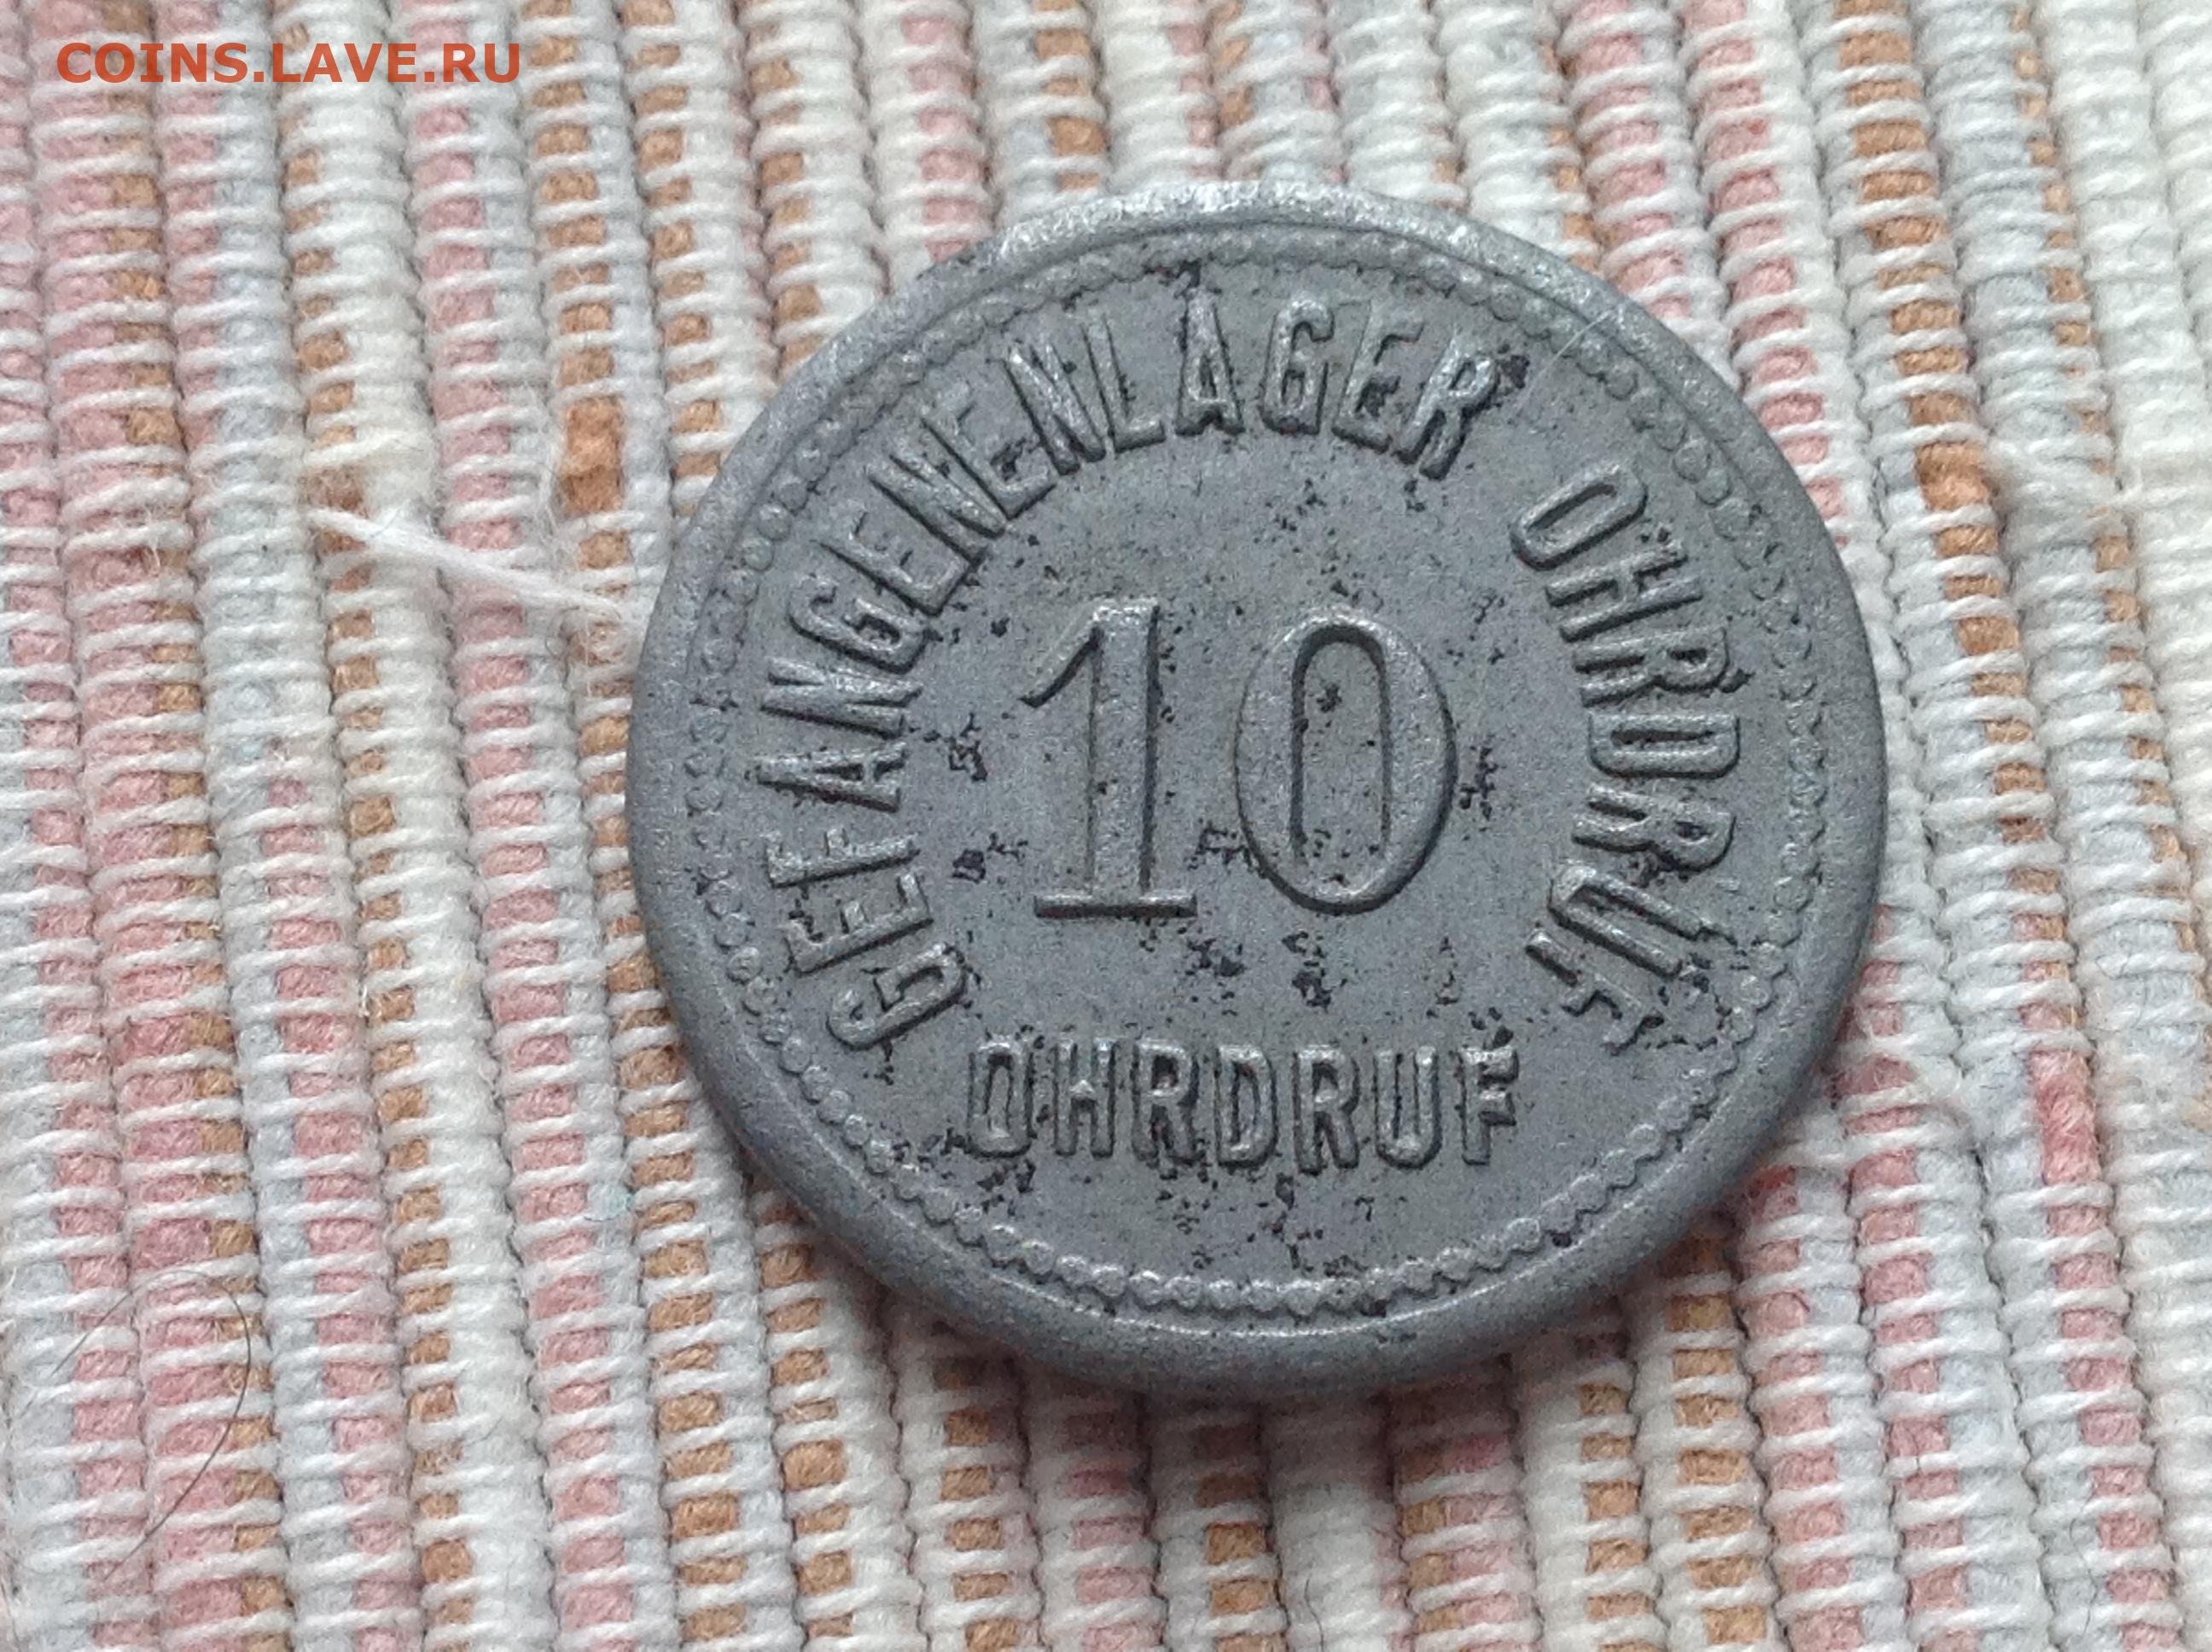 COINS.LAVE.RU
GEFANGENENLAGER OHRDRUF
10
OHRDRUF